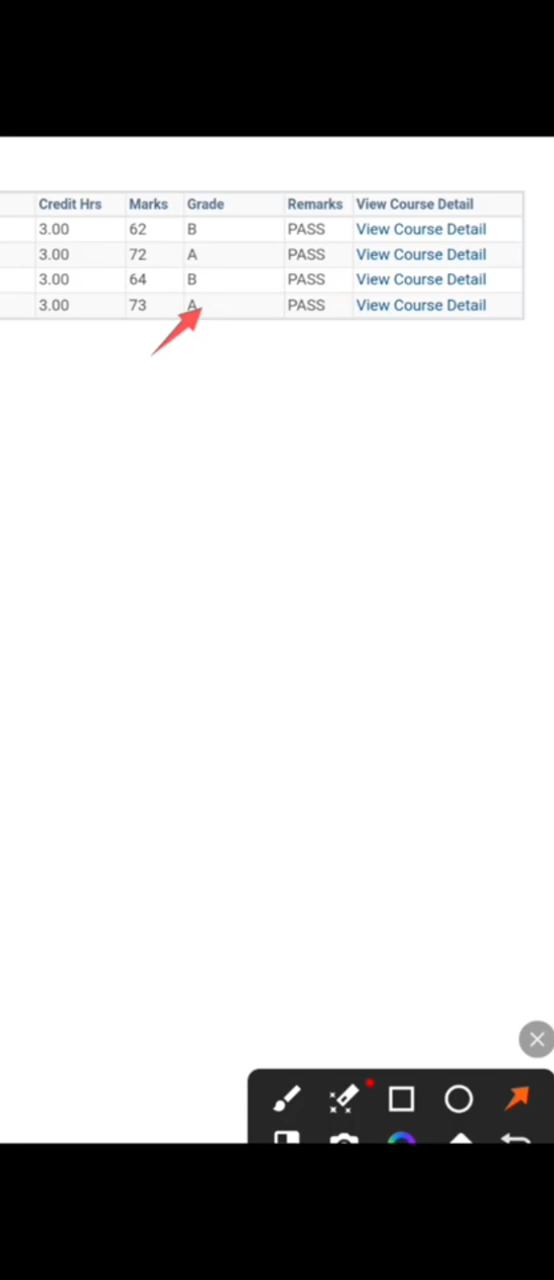 Credit Hrs Marks Grade Remarks View Course Detail
3.00 62 B PASS View Course Detail
3.00 72 A PASS View Course Detail
3.00 64 B PASS View Course Detail
3.00 73 A PASS View Course Detail